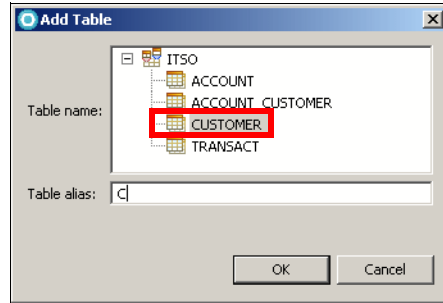 Add Table
ITSO
ACCOUNT
Table name:
ACCOUNT_CUSTOMER
CUSTOMER
TRANSACT
Table alias: C
OK Cancel